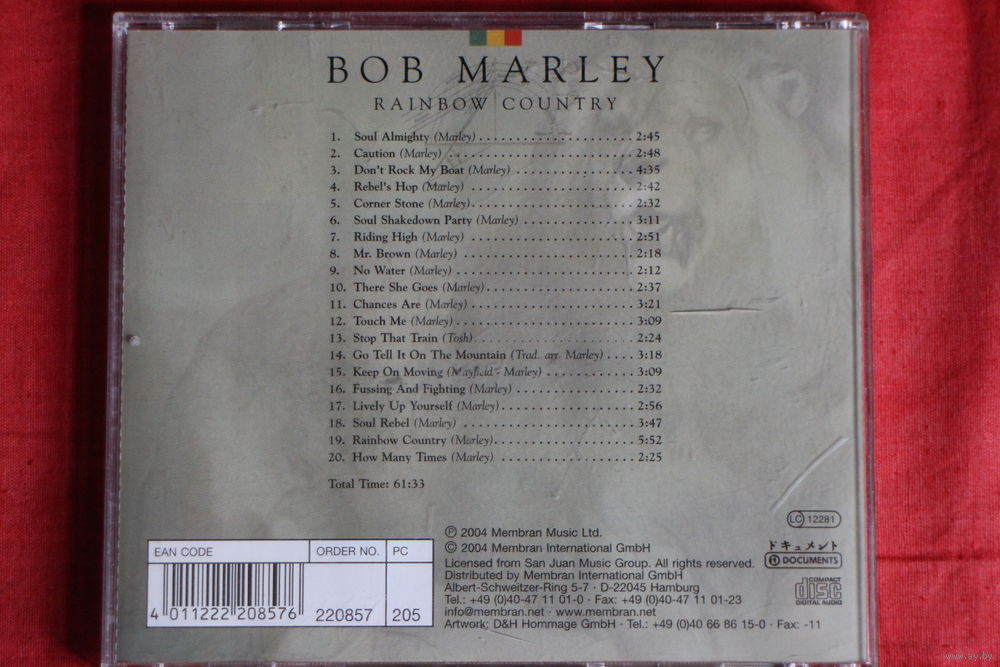 BOB MARLEY
RAINBOW COUNTRY
1. Soul Almighty (Marley) 2:45
2. Caution (Marley) 2:48
3. Don't Rock My Boat (Marley) 4:35
4. Rebel's Hop (Marley) 2:42
5. Corner Stone (Marley) 2:32
6. Soul Shakedown Party (Marley) 3:11
7. Riding High (Marley) 2:51
8. Mr. Brown (Marley) 2:18
9. No Water (Marley) 2:12
10. There She Goes (Marley) 2:37
11. Chances Are (Marley) 3:21
12. Touch Me (Marley) 3:09
13. Stop That Train (Tosh) 2:24
14. Go Tell It On The Mountain (Trad. arr. Marley) 3:18
15. Keep On Moving (Mayfield - Marley) 3:09
16. Fussing And Fighting (Marley) 2:32
17. Lively Up Yourself (Marley) 2:56
18. Soul Rebel (Marley) 3:47
19. Rainbow Country (Marley) 5:52
20. How Many Times (Marley) 2:25
Total Time: 61:33
EAN CODE ORDER NO. PC
4 011222 208576 220857 205
℗ 2004 Membran Music Ltd.
© 2004 Membran International GmbH
Licensed from San Juan Music Group. All rights reserved.
Distributed by Membran International GmbH
Albert-Schweitzer-Ring 5-7 · D-22045 Hamburg
Tel.: +49 (0)40-47 11 01-0 · Fax: +49 (0)40-47 11 01-23
info@membran.net · www.membran.net
Artwork: D&H Hommage GmbH · Tel.: +49 (0)40 66 86 15-0 · Fax: -11
LC 12281
ドキュメント
DOCUMENTS
COMPACT
disc
DIGITAL AUDIO
www.ay.by